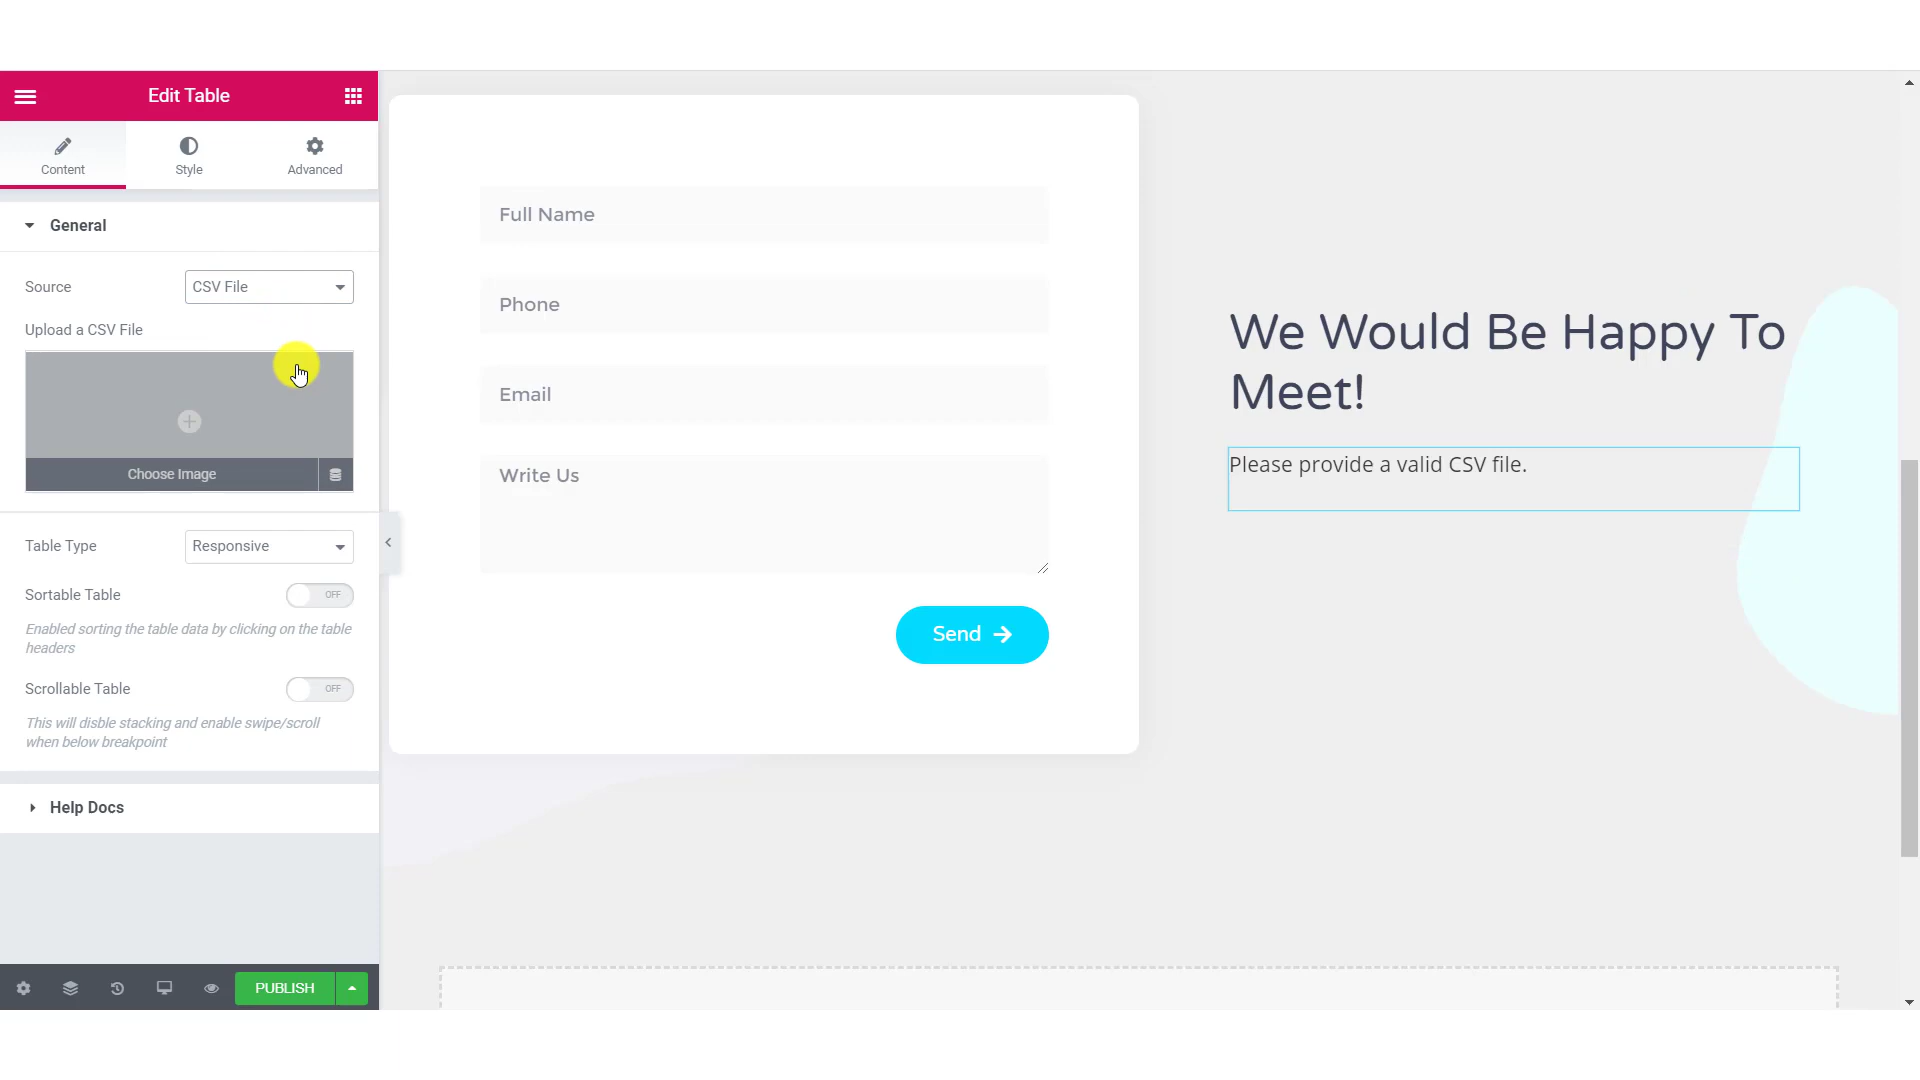 Edit Table
Content
Style
Advanced
General
Source
CSV File
Upload a CSV File
Choose Image
Table Type
Responsive
Sortable Table
OFF
Enabled sorting the table data by clicking on the table
headers
Scrollable Table
OFF
This will disble stacking and enable swipe/scroll
when below breakpoint
Help Docs
PUBLISH
Full Name
Phone
Email
Write Us
Send
We Would Be Happy To
Meet!
Please provide a valid CSV file.